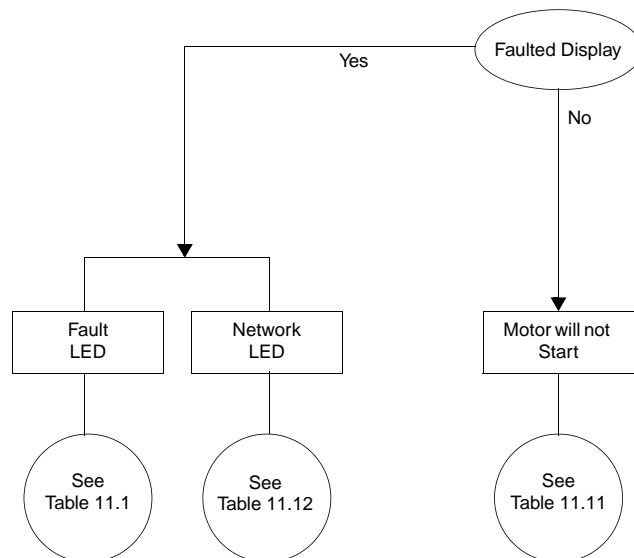 Faulted Display
Yes
No
Fault
LED
Network
LED
Motor will not
Start
See
Table 11.1
See
Table 11.12
See
Table 11.11